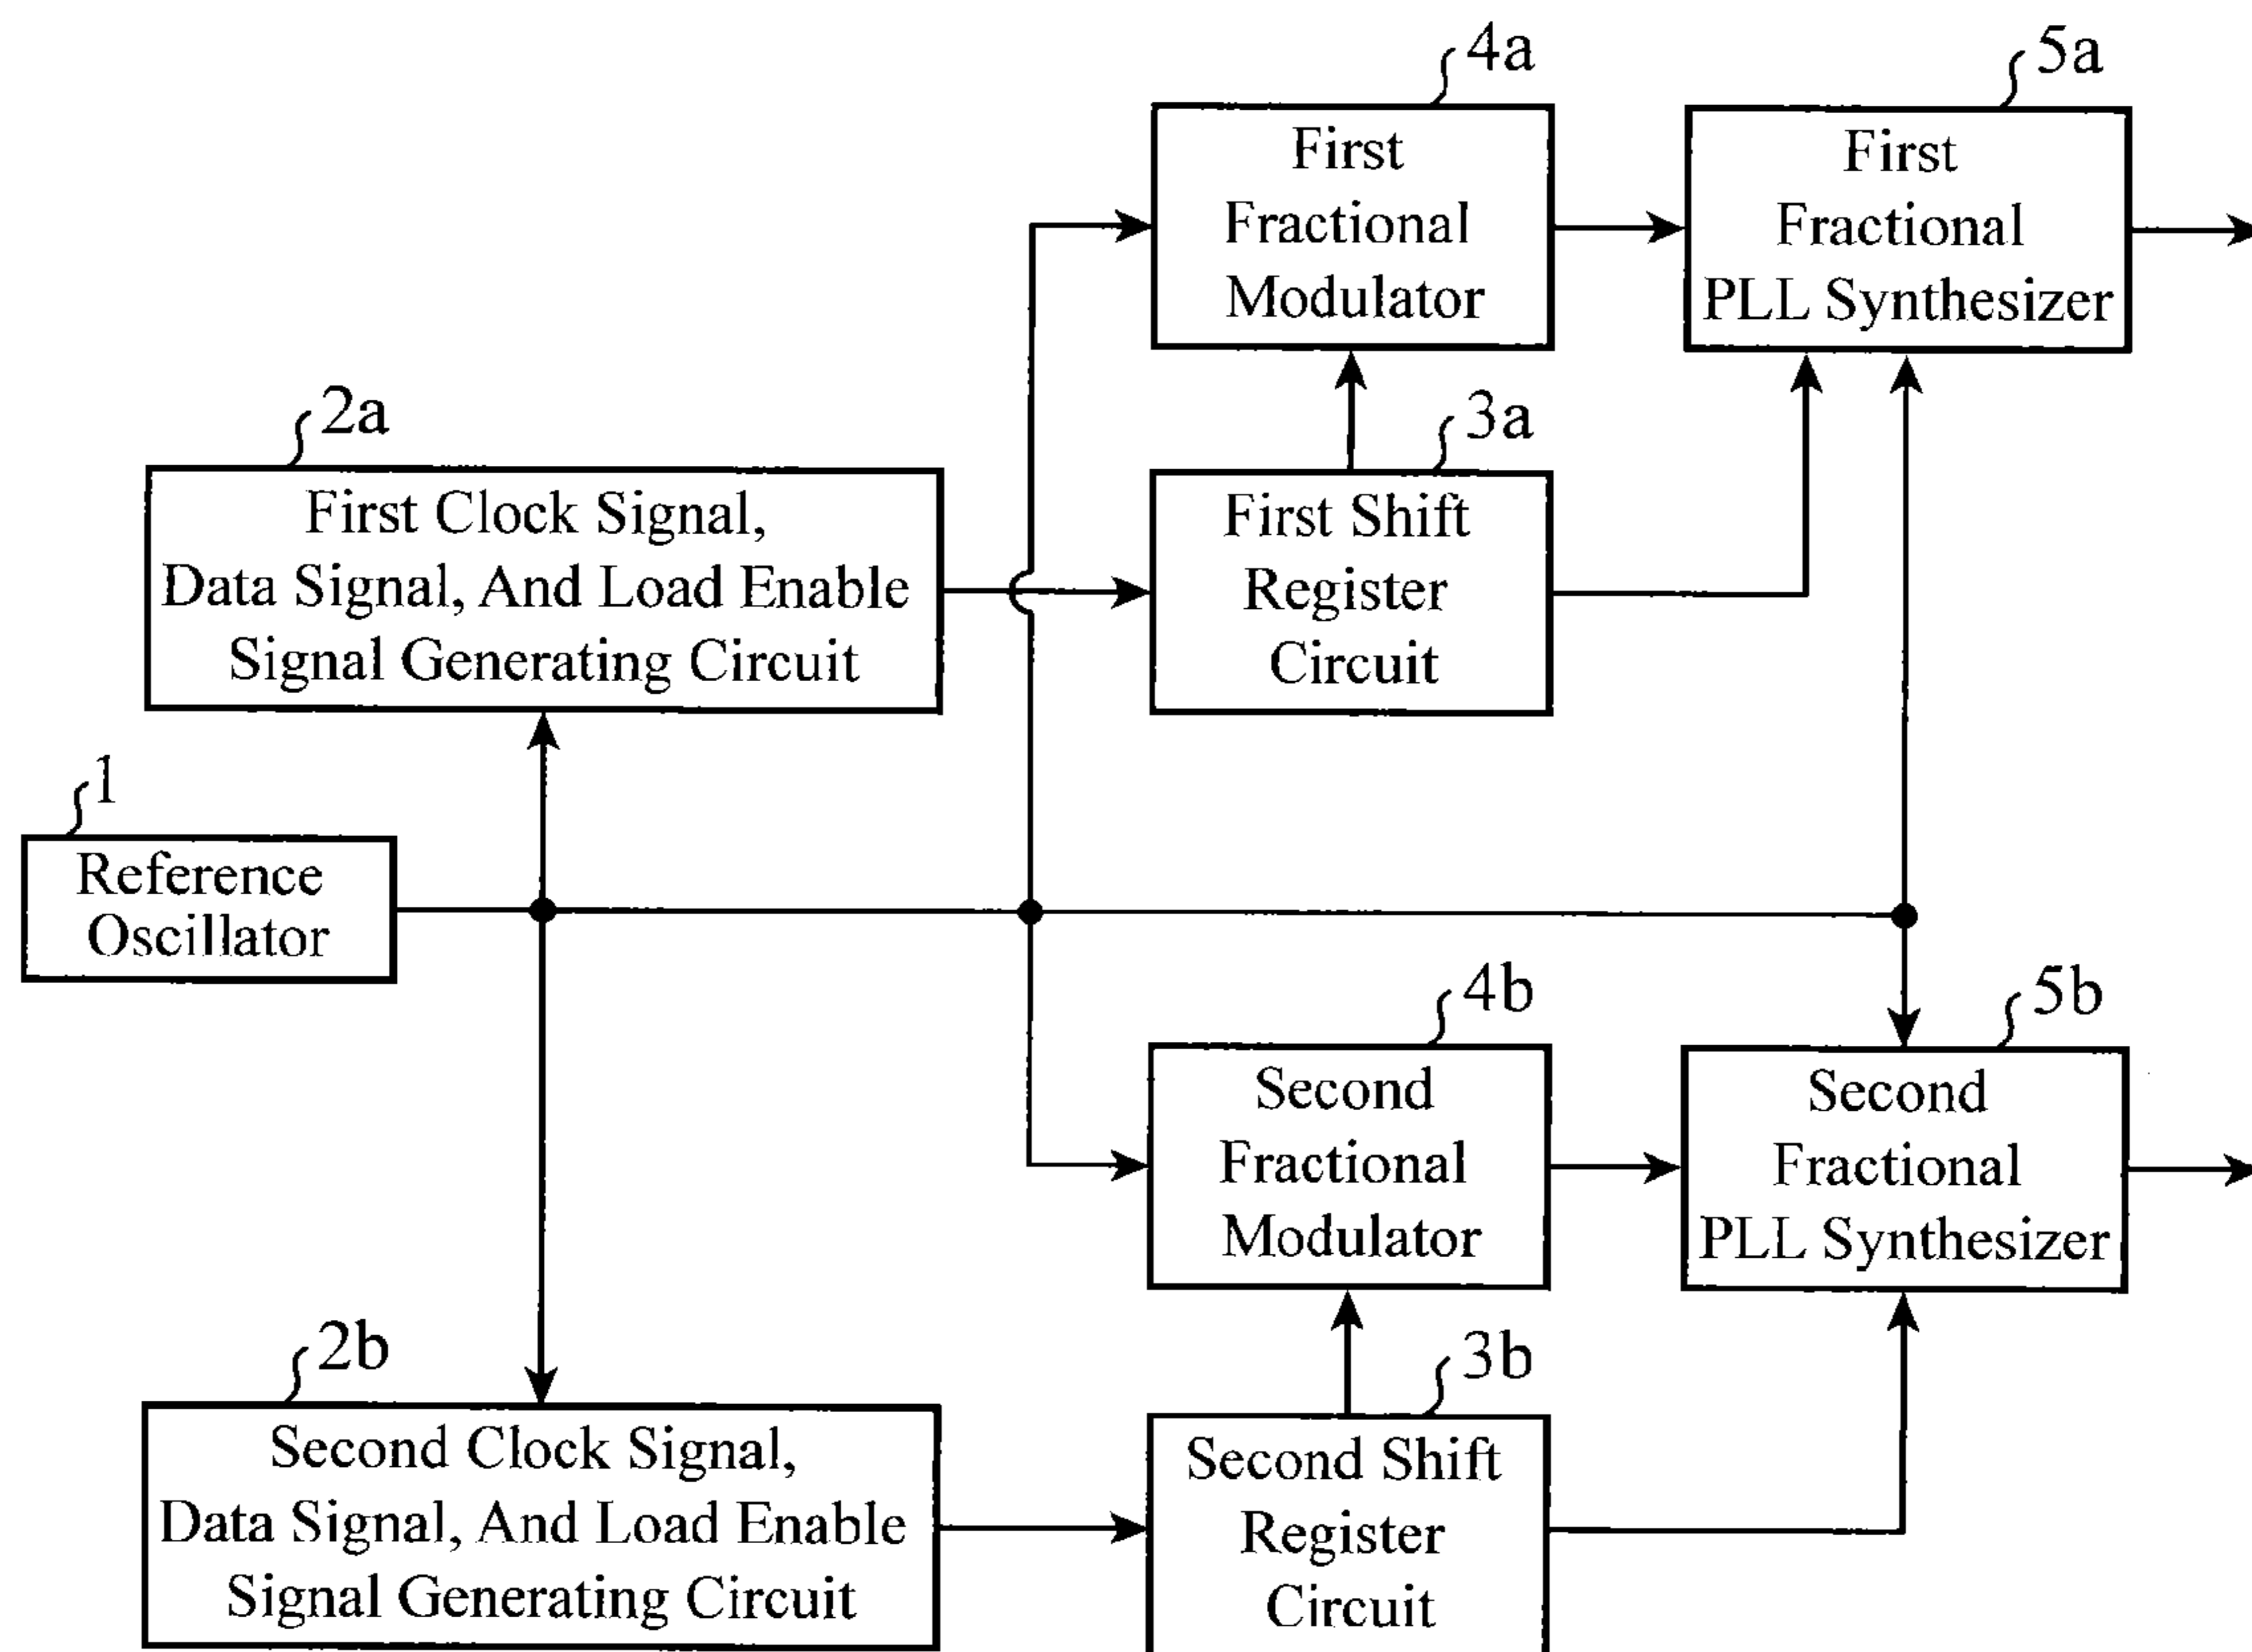 4a
First
Fractional
Modulator
5a
First
Fractional
PLL Synthesizer
2a
First Clock Signal,
Data Signal, And Load Enable
Signal Generating Circuit
3a
First Shift
Register
Circuit
1
Reference
Oscillator
4b
Second
Fractional
Modulator
5b
Second
Fractional
PLL Synthesizer
2b
Second Clock Signal,
Data Signal, And Load Enable
Signal Generating Circuit
3b
Second Shift
Register
Circuit